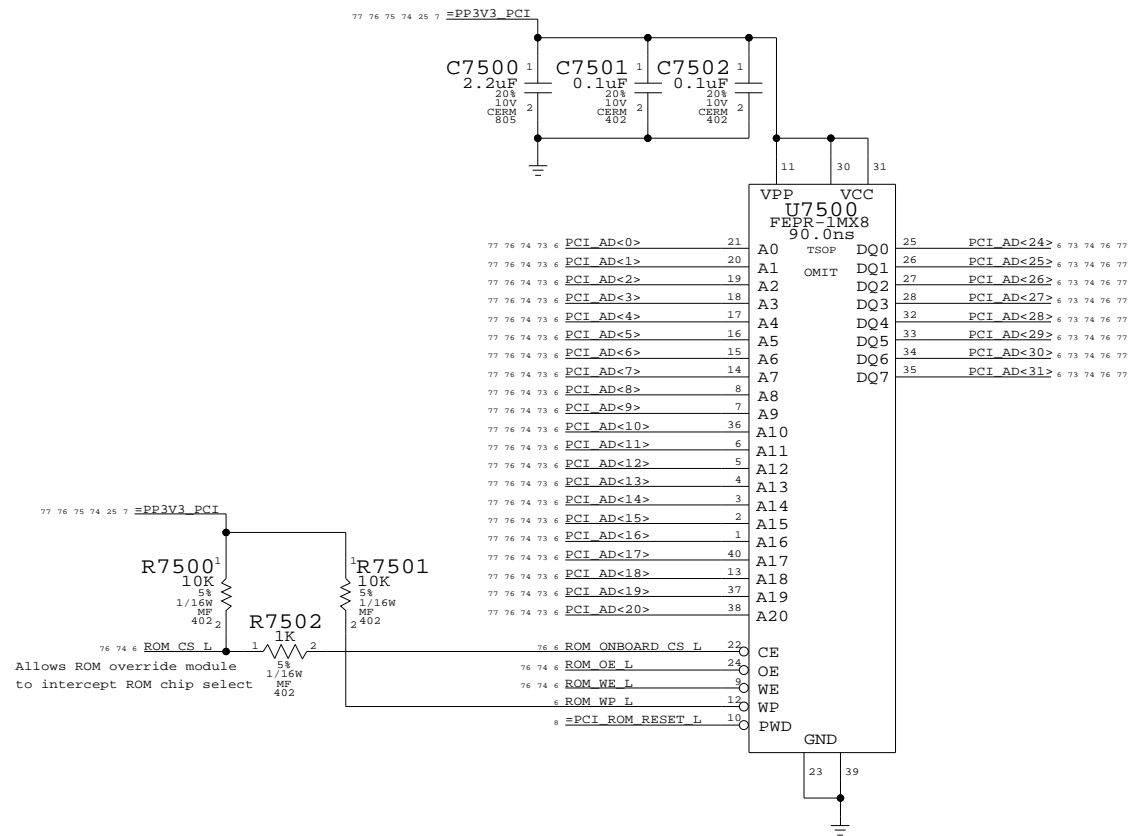 77 76 75 74 25 7 =PP3V3_PCI
C7500 1
2.2uF
20%
10V
CERM
805
2
C7501 1
0.1uF
20%
10V
CERM
402
2
C7502 1
0.1uF
20%
10V
CERM
402
2
11 30 31
VPP VCC
U7500
FEPR-1MX8
90.0ns
TSOP
OMIT
77 76 74 73 6 PCI_AD<0> 21 A0 DQ0 25 PCI_AD<24> 6 73 74 76 77
77 76 74 73 6 PCI_AD<1> 20 A1 DQ1 26 PCI_AD<25> 6 73 74 76 77
77 76 74 73 6 PCI_AD<2> 19 A2 DQ2 27 PCI_AD<26> 6 73 74 76 77
77 76 74 73 6 PCI_AD<3> 18 A3 DQ3 28 PCI_AD<27> 6 73 74 76 77
77 76 74 73 6 PCI_AD<4> 17 A4 DQ4 32 PCI_AD<28> 6 73 74 76 77
77 76 74 73 6 PCI_AD<5> 16 A5 DQ5 33 PCI_AD<29> 6 73 74 76 77
77 76 74 73 6 PCI_AD<6> 15 A6 DQ6 34 PCI_AD<30> 6 73 74 76 77
77 76 74 73 6 PCI_AD<7> 14 A7 DQ7 35 PCI_AD<31> 6 73 74 76 77
77 76 74 73 6 PCI_AD<8> 8 A8
77 76 74 73 6 PCI_AD<9> 7 A9
77 76 74 73 6 PCI_AD<10> 36 A10
77 76 74 73 6 PCI_AD<11> 6 A11
77 76 74 73 6 PCI_AD<12> 5 A12
77 76 74 73 6 PCI_AD<13> 4 A13
77 76 74 73 6 PCI_AD<14> 3 A14
77 76 74 73 6 PCI_AD<15> 2 A15
77 76 74 73 6 PCI_AD<16> 1 A16
77 76 74 73 6 PCI_AD<17> 40 A17
77 76 74 73 6 PCI_AD<18> 13 A18
77 76 74 73 6 PCI_AD<19> 37 A19
77 76 74 73 6 PCI_AD<20> 38 A20
77 76 75 74 25 7 =PP3V3_PCI
R7500 1
10K
5%
1/16W
MF
402 2
1 R7501
10K
5%
1/16W
MF
2 402
R7502
76 74 6 ROM_CS_L 1 1K 2
5%
1/16W
MF
402
Allows ROM override module
to intercept ROM chip select
76 6 ROM_ONBOARD_CS_L 22 CE
76 74 6 ROM_OE_L 24 OE
76 74 6 ROM_WE_L 9 WE
6 ROM_WP_L 12 WP
8 =PCI_ROM_RESET_L 10 PWD
GND
23 39